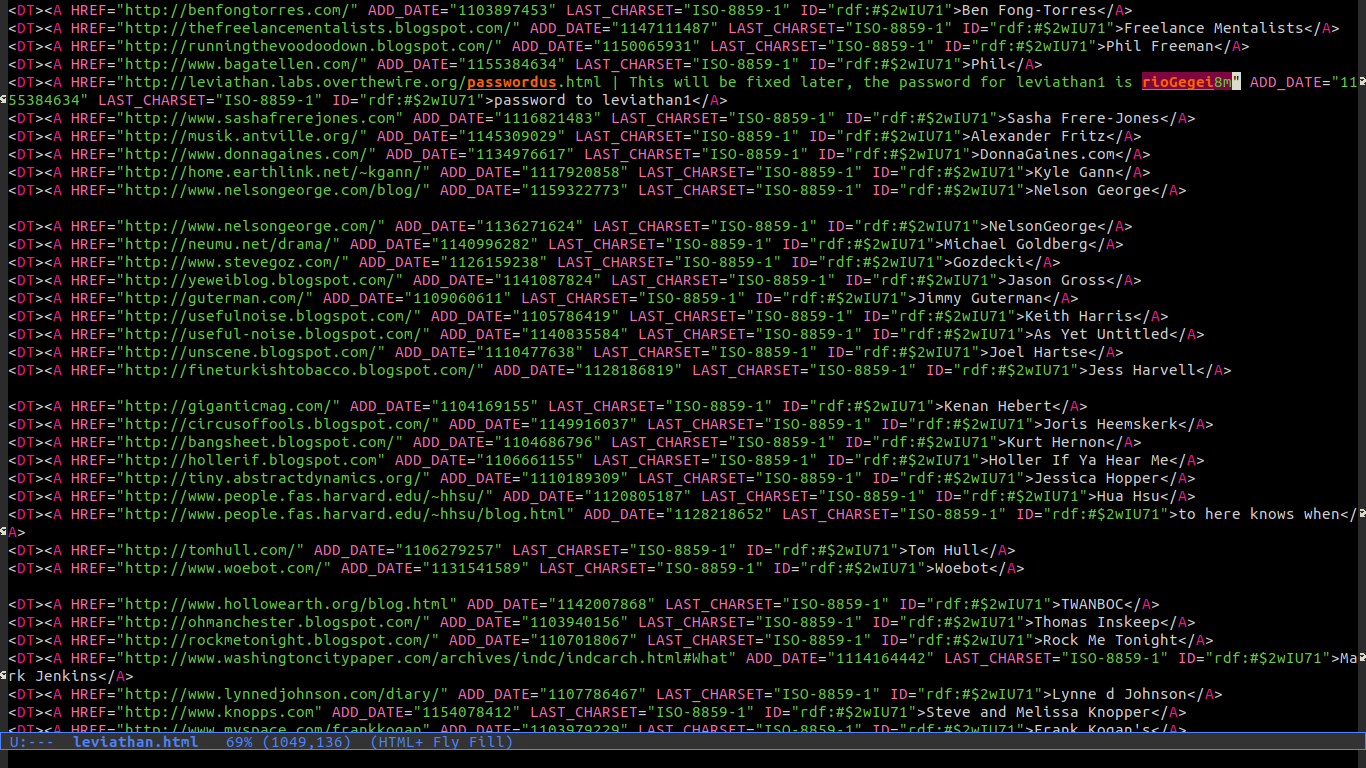 <DT><A HREF="http://benfongtorres.com/" ADD_DATE="1103897453" LAST_CHARSET="ISO-8859-1" ID="rdf:#$2wIU71">Ben Fong-Torres</A>
<DT><A HREF="http://thefreelancementalists.blogspot.com/" ADD_DATE="1147111487" LAST_CHARSET="ISO-8859-1" ID="rdf:#$2wIU71">Freelance Mentalists</A>
<DT><A HREF="http://runningthevoodoodown.blogspot.com/" ADD_DATE="1150065931" LAST_CHARSET="ISO-8859-1" ID="rdf:#$2wIU71">Phil Freeman</A>
<DT><A HREF="http://www.bagatellen.com/" ADD_DATE="1155384634" LAST_CHARSET="ISO-8859-1" ID="rdf:#$2wIU71">Phil</A>
<DT><A HREF="http://leviathan.labs.overthewire.org/passwordus.html | This will be fixed later, the password for leviathan1 is rioGegei8m" ADD_DATE="11
55384634" LAST_CHARSET="ISO-8859-1" ID="rdf:#$2wIU71">password to leviathan1</A>
<DT><A HREF="http://www.sashafrerejones.com" ADD_DATE="1116821483" LAST_CHARSET="ISO-8859-1" ID="rdf:#$2wIU71">Sasha Frere-Jones</A>
<DT><A HREF="http://musik.antville.org/" ADD_DATE="1145309029" LAST_CHARSET="ISO-8859-1" ID="rdf:#$2wIU71">Alexander Fritz</A>
<DT><A HREF="http://www.donnagaines.com/" ADD_DATE="1134976617" LAST_CHARSET="ISO-8859-1" ID="rdf:#$2wIU71">DonnaGaines.com</A>
<DT><A HREF="http://home.earthlink.net/~kgann/" ADD_DATE="1117920858" LAST_CHARSET="ISO-8859-1" ID="rdf:#$2wIU71">Kyle Gann</A>
<DT><A HREF="http://www.nelsongeorge.com/blog/" ADD_DATE="1159322773" LAST_CHARSET="ISO-8859-1" ID="rdf:#$2wIU71">Nelson George</A>
<DT><A HREF="http://www.nelsongeorge.com/" ADD_DATE="1136271624" LAST_CHARSET="ISO-8859-1" ID="rdf:#$2wIU71">NelsonGeorge</A>
<DT><A HREF="http://neumu.net/drama/" ADD_DATE="1140996282" LAST_CHARSET="ISO-8859-1" ID="rdf:#$2wIU71">Michael Goldberg</A>
<DT><A HREF="http://www.stevegoz.com/" ADD_DATE="1126159238" LAST_CHARSET="ISO-8859-1" ID="rdf:#$2wIU71">Gozdecki</A>
<DT><A HREF="http://yeweiblog.blogspot.com/" ADD_DATE="1141087824" LAST_CHARSET="ISO-8859-1" ID="rdf:#$2wIU71">Jason Gross</A>
<DT><A HREF="http://guterman.com/" ADD_DATE="1109060611" LAST_CHARSET="ISO-8859-1" ID="rdf:#$2wIU71">Jimmy Guterman</A>
<DT><A HREF="http://usefulnoise.blogspot.com/" ADD_DATE="1105786419" LAST_CHARSET="ISO-8859-1" ID="rdf:#$2wIU71">Keith Harris</A>
<DT><A HREF="http://useful-noise.blogspot.com/" ADD_DATE="1140835584" LAST_CHARSET="ISO-8859-1" ID="rdf:#$2wIU71">As Yet Untitled</A>
<DT><A HREF="http://unscene.blogspot.com/" ADD_DATE="1110477638" LAST_CHARSET="ISO-8859-1" ID="rdf:#$2wIU71">Joel Hartse</A>
<DT><A HREF="http://fineturkishtobacco.blogspot.com/" ADD_DATE="1128186819" LAST_CHARSET="ISO-8859-1" ID="rdf:#$2wIU71">Jess Harvell</A>
<DT><A HREF="http://giganticmag.com/" ADD_DATE="1104169155" LAST_CHARSET="ISO-8859-1" ID="rdf:#$2wIU71">Kenan Hebert</A>
<DT><A HREF="http://circusoffools.blogspot.com/" ADD_DATE="1149916037" LAST_CHARSET="ISO-8859-1" ID="rdf:#$2wIU71">Joris Heemskerk</A>
<DT><A HREF="http://bangsheet.blogspot.com/" ADD_DATE="1104686796" LAST_CHARSET="ISO-8859-1" ID="rdf:#$2wIU71">Kurt Hernon</A>
<DT><A HREF="http://hollerif.blogspot.com" ADD_DATE="1106661155" LAST_CHARSET="ISO-8859-1" ID="rdf:#$2wIU71">Holler If Ya Hear Me</A>
<DT><A HREF="http://tiny.abstractdynamics.org/" ADD_DATE="1110189309" LAST_CHARSET="ISO-8859-1" ID="rdf:#$2wIU71">Jessica Hopper</A>
<DT><A HREF="http://www.people.fas.harvard.edu/~hhsu/" ADD_DATE="1120805187" LAST_CHARSET="ISO-8859-1" ID="rdf:#$2wIU71">Hua Hsu</A>
<DT><A HREF="http://www.people.fas.harvard.edu/~hhsu/blog.html" ADD_DATE="1128218652" LAST_CHARSET="ISO-8859-1" ID="rdf:#$2wIU71">to here knows when</
A>
<DT><A HREF="http://tomhull.com/" ADD_DATE="1106279257" LAST_CHARSET="ISO-8859-1" ID="rdf:#$2wIU71">Tom Hull</A>
<DT><A HREF="http://www.woebot.com/" ADD_DATE="1131541589" LAST_CHARSET="ISO-8859-1" ID="rdf:#$2wIU71">Woebot</A>
<DT><A HREF="http://www.hollowearth.org/blog.html" ADD_DATE="1142007868" LAST_CHARSET="ISO-8859-1" ID="rdf:#$2wIU71">TWANBOC</A>
<DT><A HREF="http://ohmanchester.blogspot.com/" ADD_DATE="1103940156" LAST_CHARSET="ISO-8859-1" ID="rdf:#$2wIU71">Thomas Inskeep</A>
<DT><A HREF="http://rockmetonight.blogspot.com/" ADD_DATE="1107018067" LAST_CHARSET="ISO-8859-1" ID="rdf:#$2wIU71">Rock Me Tonight</A>
<DT><A HREF="http://www.washingtoncitypaper.com/archives/indc/indcarch.html#What" ADD_DATE="1114164442" LAST_CHARSET="ISO-8859-1" ID="rdf:#$2wIU71">Ma
rk Jenkins</A>
<DT><A HREF="http://www.lynnedjohnson.com/diary/" ADD_DATE="1107786467" LAST_CHARSET="ISO-8859-1" ID="rdf:#$2wIU71">Lynne d Johnson</A>
<DT><A HREF="http://www.knopps.com" ADD_DATE="1154078412" LAST_CHARSET="ISO-8859-1" ID="rdf:#$2wIU71">Steve and Melissa Knopper</A>
<DT><A HREF="http://www.myspace.com/frankkogan" ADD_DATE="1103979229" LAST_CHARSET="ISO-8859-1" ID="rdf:#$2wIU71">Frank Kogan's</A>
U:--- leviathan.html 69% (1049,136) (HTML+ Fly Fill)